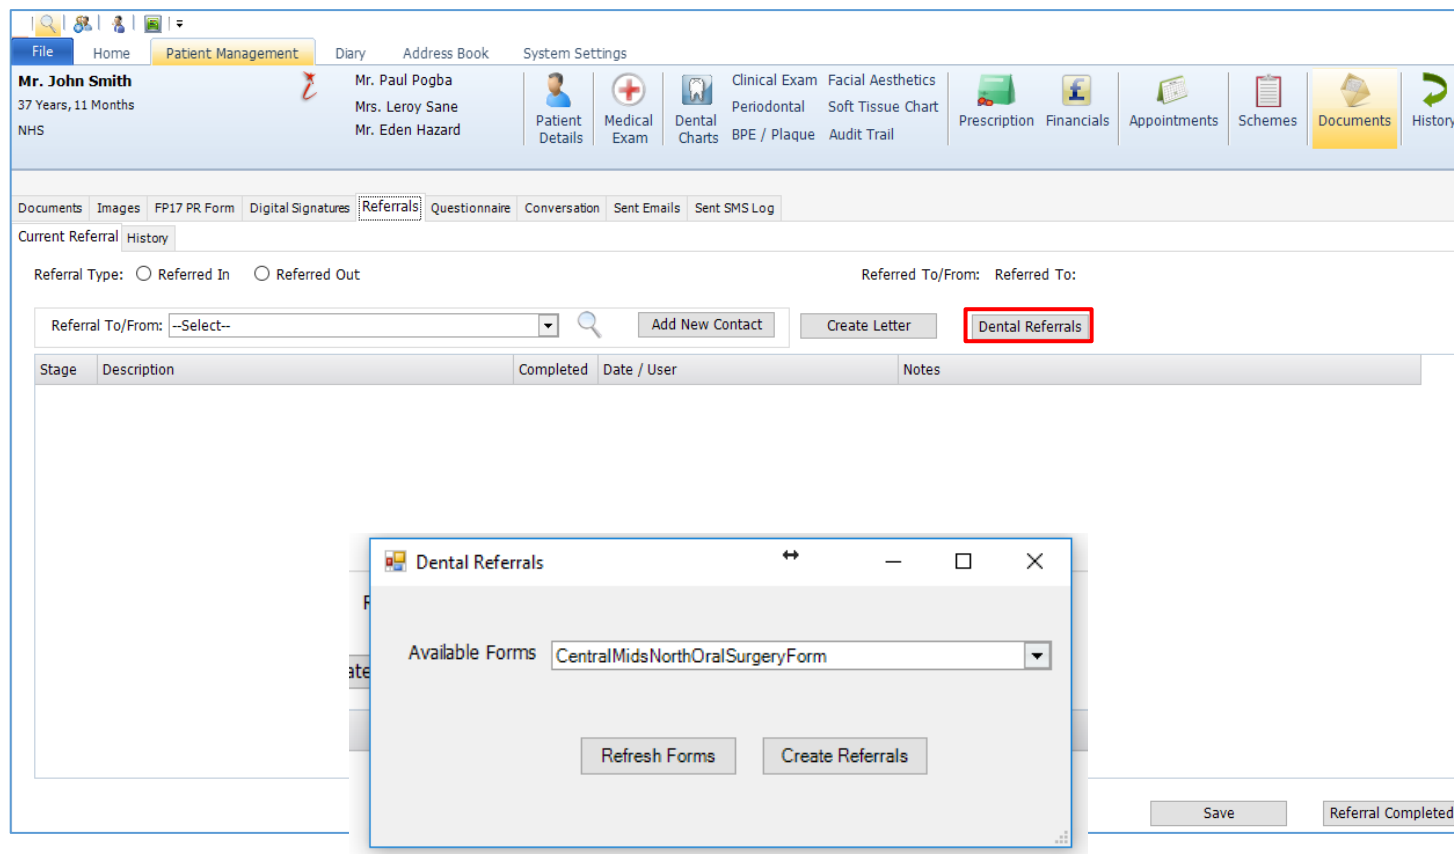 File Home Patient Management Diary Address Book System Settings
Mr. John Smith
37 Years, 11 Months
NHS
Mr. Paul Pogba
Mrs. Leroy Sane
Mr. Eden Hazard
Patient
Details
Medical
Exam
Dental
Charts
Clinical Exam Facial Aesthetics
Periodontal Soft Tissue Chart
BPE / Plaque Audit Trail
Prescription Financials Appointments Schemes Documents History
Documents Images FP17 PR Form Digital Signatures Referrals Questionnaire Conversation Sent Emails Sent SMS Log
Current Referral History
Referral Type: Referred In Referred Out Referred To/From: Referred To:
Referral To/From: --Select-- Add New Contact Create Letter Dental Referrals
Stage Description Completed Date / User Notes
Dental Referrals
Available Forms CentralMidsNorthOralSurgeryForm
Refresh Forms Create Referrals
Save Referral Completed